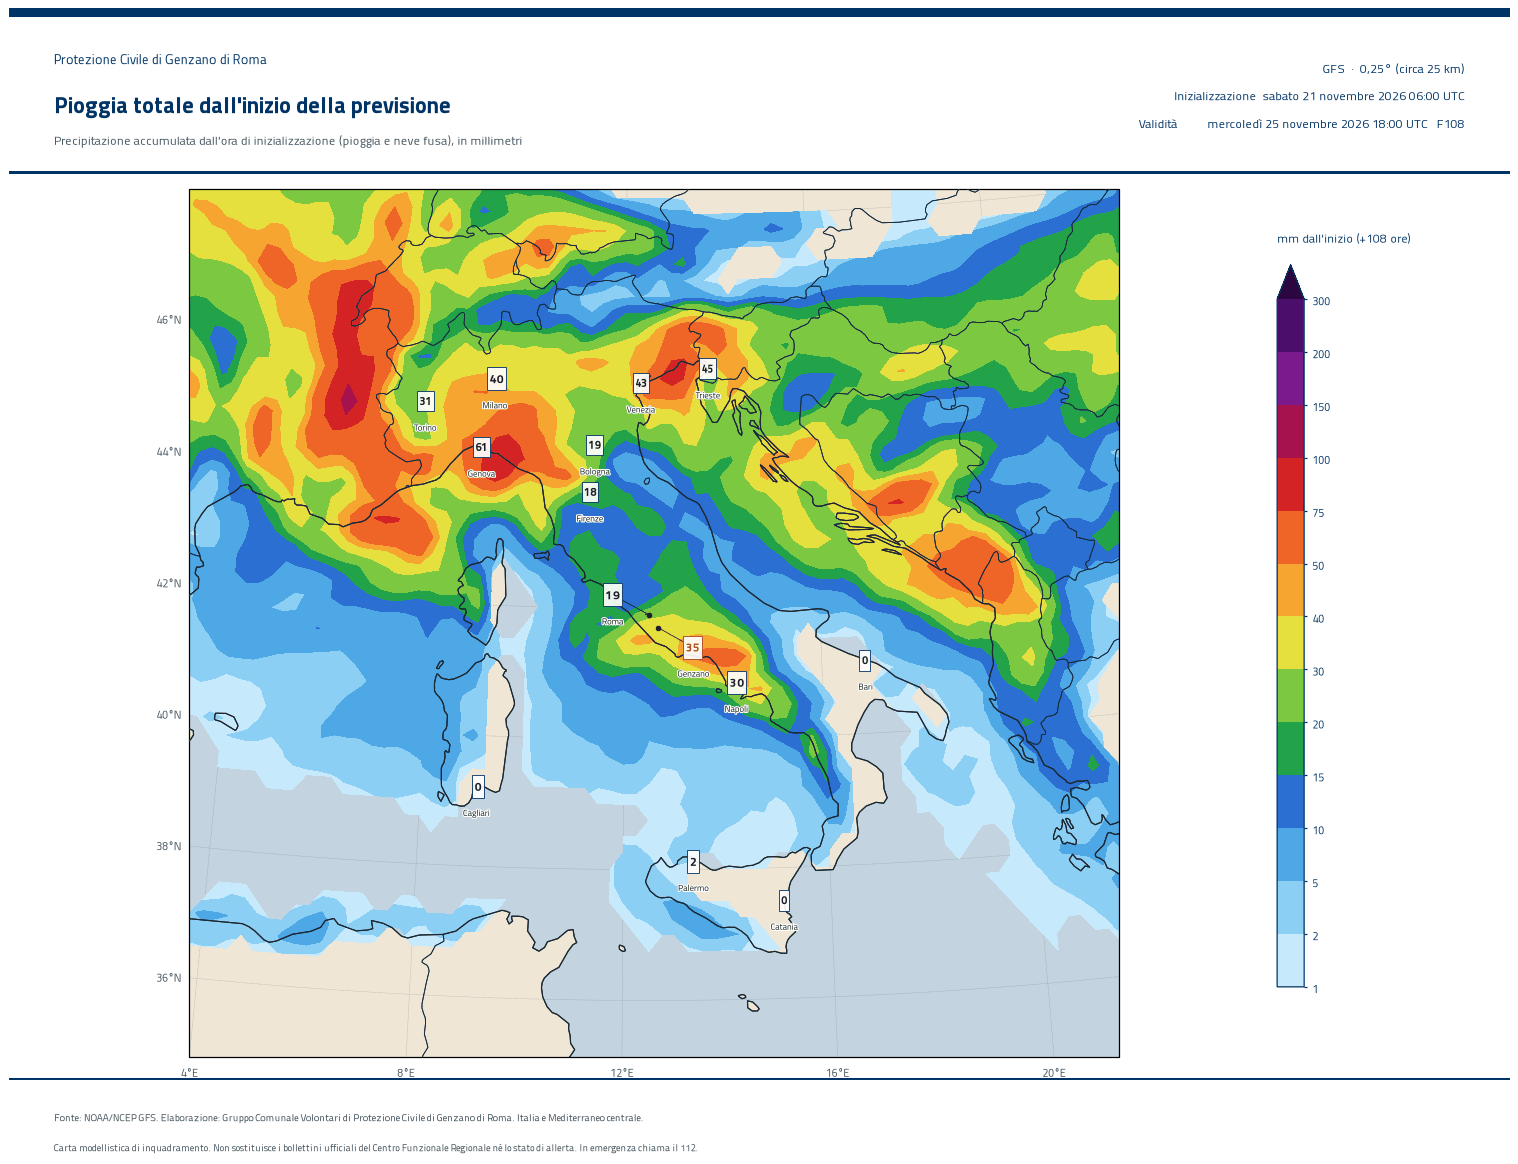 Protezione Civile di Genzano di Roma
Pioggia totale dall'inizio della previsione
Precipitazione accumulata dall'ora di inizializzazione (pioggia e neve fusa), in millimetri
GFS · 0,25° (circa 25 km)
Inizializzazione sabato 21 novembre 2026 06:00 UTC
Validità mercoledì 25 novembre 2026 18:00 UTC F108
mm dall'inizio (+108 ore)
300
200
150
100
75
50
40
30
20
15
10
5
2
1
46°N
44°N
42°N
40°N
38°N
36°N
4°E
8°E
12°E
16°E
20°E
31
Torino
40
Milano
43
Venezia
45
Trieste
61
Genova
19
Bologna
18
Firenze
19
Roma
35
Genzano
30
Napoli
0
Bari
0
Cagliari
2
Palermo
0
Catania
Fonte: NOAA/NCEP GFS. Elaborazione: Gruppo Comunale Volontari di Protezione Civile di Genzano di Roma. Italia e Mediterraneo centrale.
Carta modellistica di inquadramento. Non sostituisce i bollettini ufficiali del Centro Funzionale Regionale né lo stato di allerta. In emergenza chiama il 112.